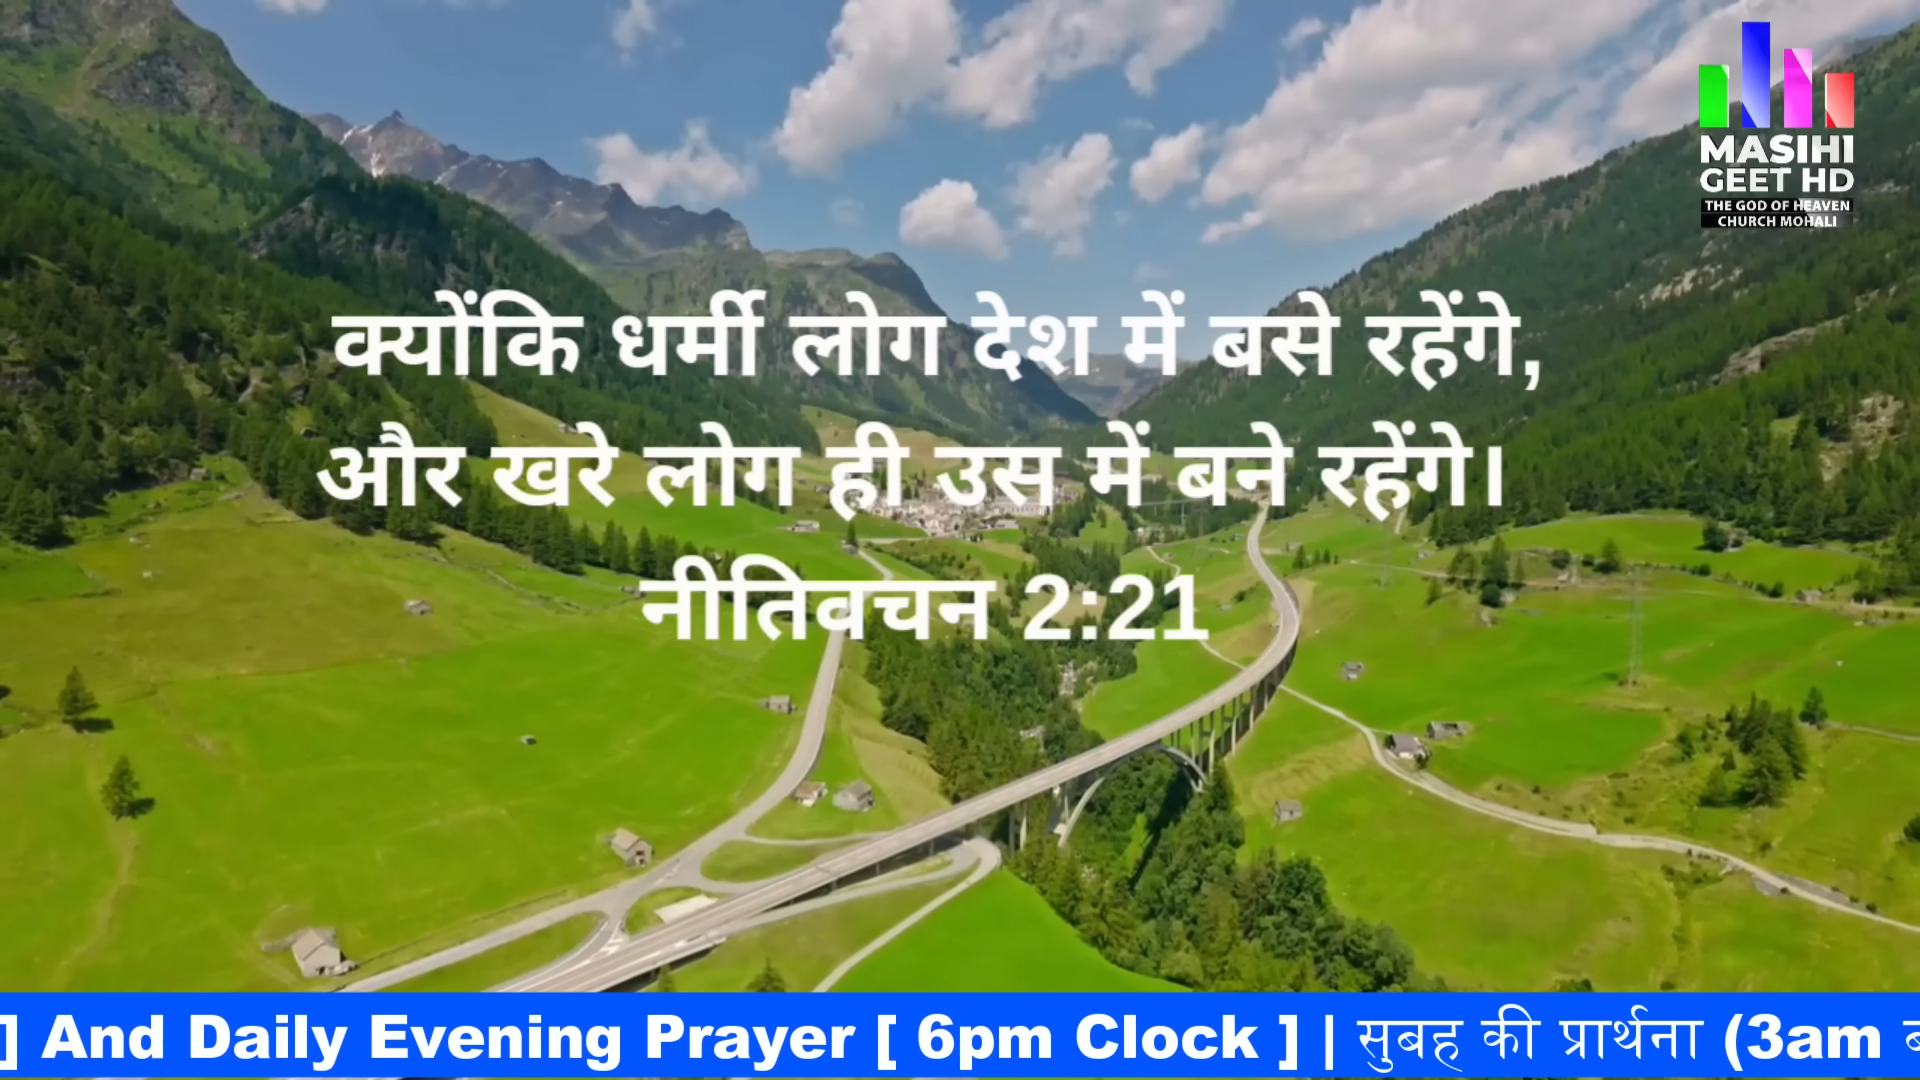 MASIHI
GEET HD
THE GOD OF HEAVEN
CHURCH MOHALI
क्योंकि धर्मी लोग देश में बसे रहेंगे,
और खरे लोग ही उस में बने रहेंगे।
नीतिवचन 2:21
] And Daily Evening Prayer [ 6pm Clock ] | सुबह की प्रार्थना (3am